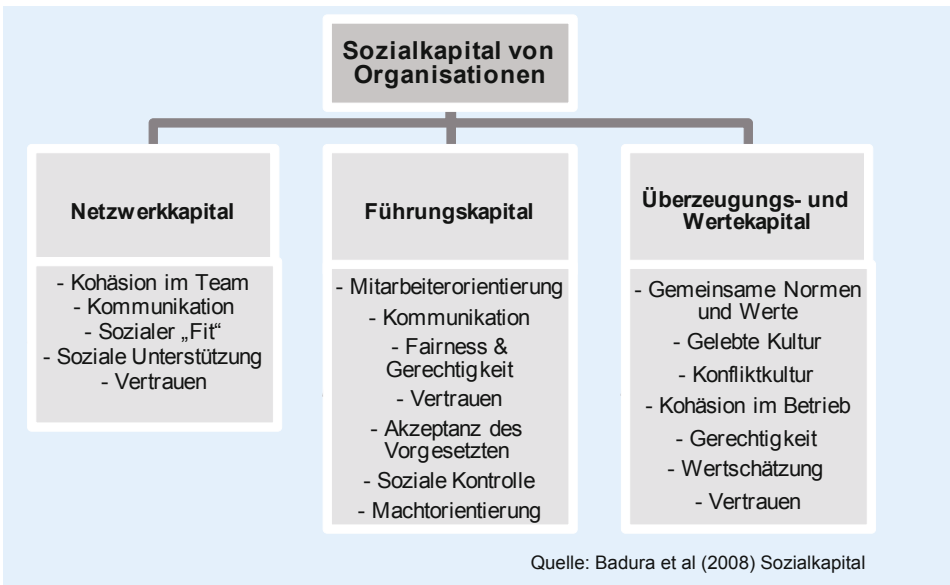 Sozialkapital von
Organisationen
Netzwerkkapital
- Kohäsion im Team
- Kommunikation
- Sozialer „Fit“
- Soziale Unterstützung
- Vertrauen
Führungskapital
- Mitarbeiterorientierung
- Kommunikation
- Fairness &
Gerechtigkeit
- Vertrauen
- Akzeptanz des
Vorgesetzten
- Soziale Kontrolle
- Machtorientierung
Überzeugungs- und
Wertekapital
- Gemeinsame Normen
und Werte
- Gelebte Kultur
- Konfliktkultur
- Kohäsion im Betrieb
- Gerechtigkeit
- Wertschätzung
- Vertrauen
Quelle: Badura et al (2008) Sozialkapital